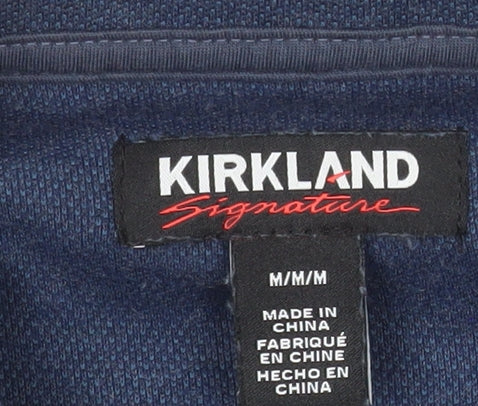 KIRKLAND
Signature
M/M/M
MADE IN
CHINA
FABRIQUÉ
EN CHINE
HECHO EN
CHINA